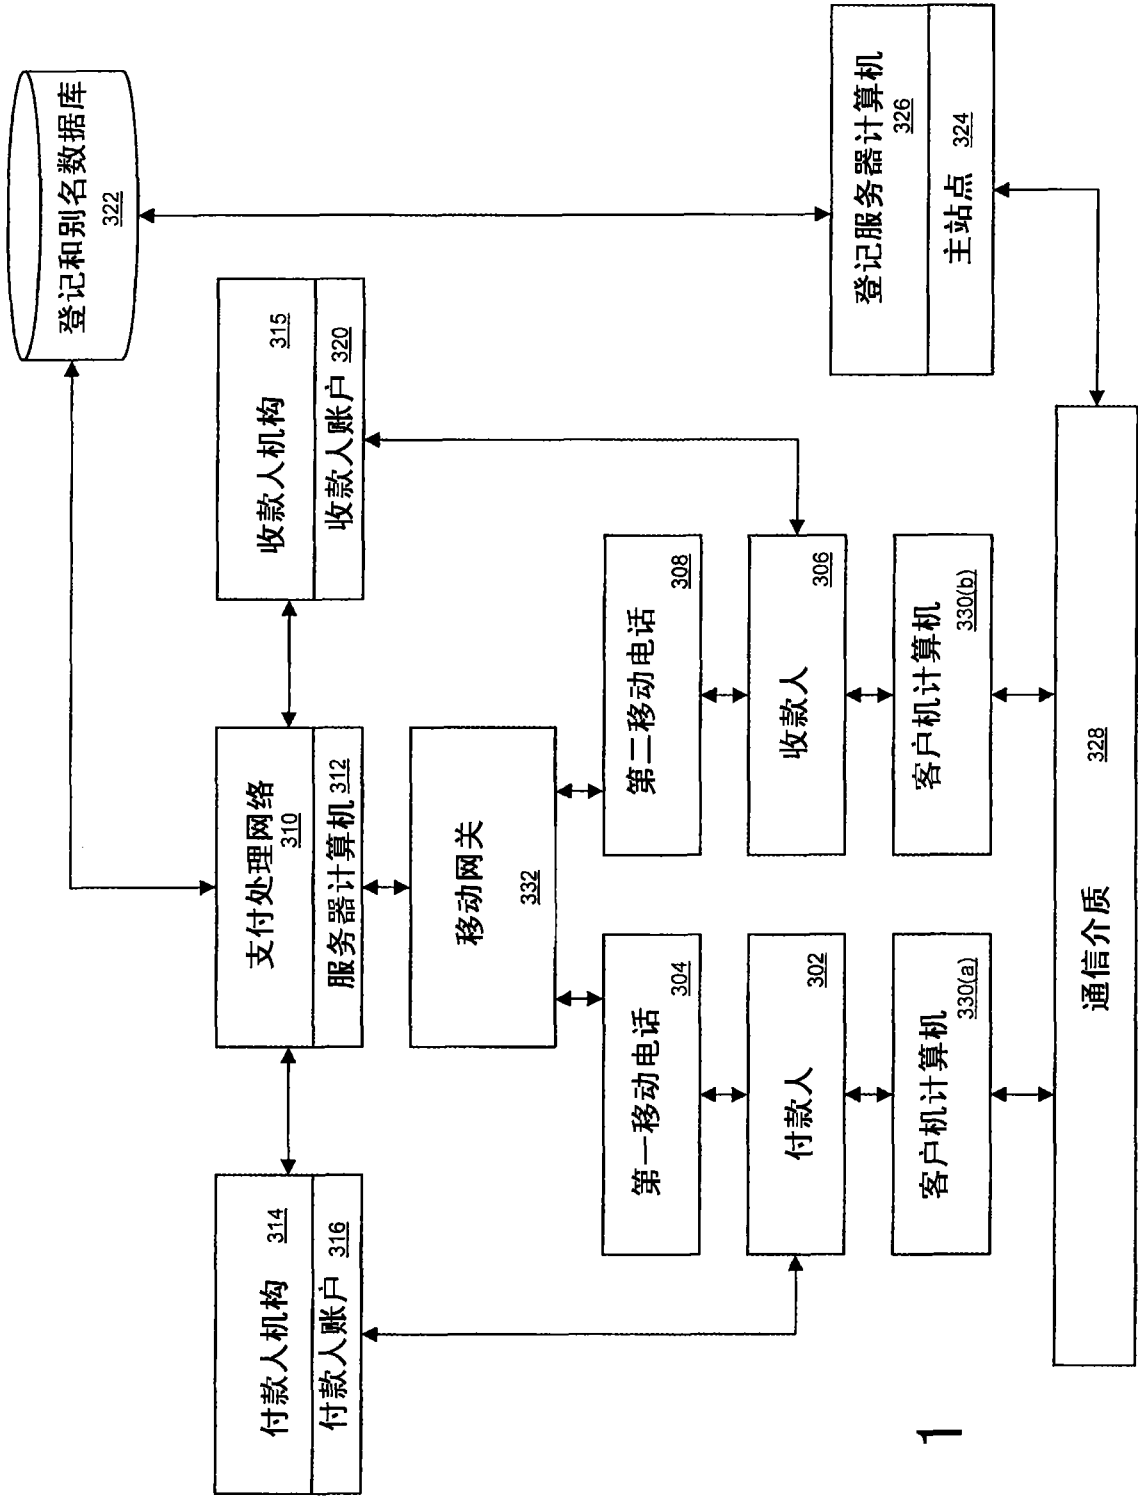 登记和别名数据库
322
付款人机构
314
付款人账户 316
支付处理网络
310
服务器计算机 312
收款人机构
315
收款人账户 320
移动网关
332
第一移动电话
304
第二移动电话
308
付款人
302
收款人
306
客户机计算机
330(a)
客户机计算机
330(b)
登记服务器计算机
326
主站点 324
通信介质
328
1